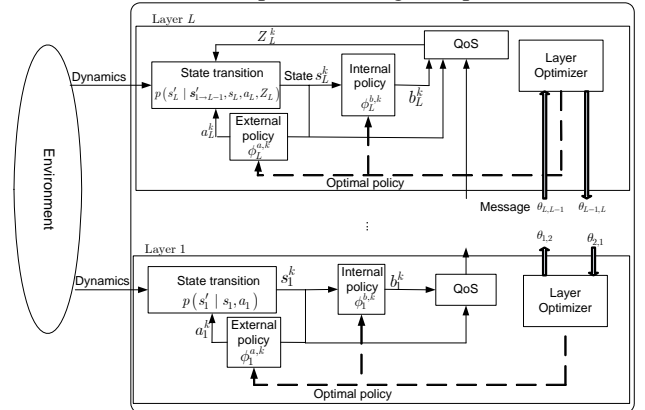 Layer L
Z_L^k
QoS
Layer
Optimizer
Dynamics
State transition
p(s'_L | s'_{1→L-1}, s_L, a_L, Z_L)
State s_L^k
Internal
policy
ϕ_L^{b,k}
b_L^k
a_L^k
External
policy
ϕ_L^{a,k}
Optimal policy
Environment
Message
θ_{L,L-1}
θ_{L-1,L}
...
θ_{1,2}
θ_{2,1}
Layer 1
Dynamics
State transition
p(s'_1 | s_1, a_1)
s_1^k
Internal
policy
ϕ_1^{b,k}
b_1^k
QoS
Layer
Optimizer
a_1^k
External
policy
ϕ_1^{a,k}
Optimal policy